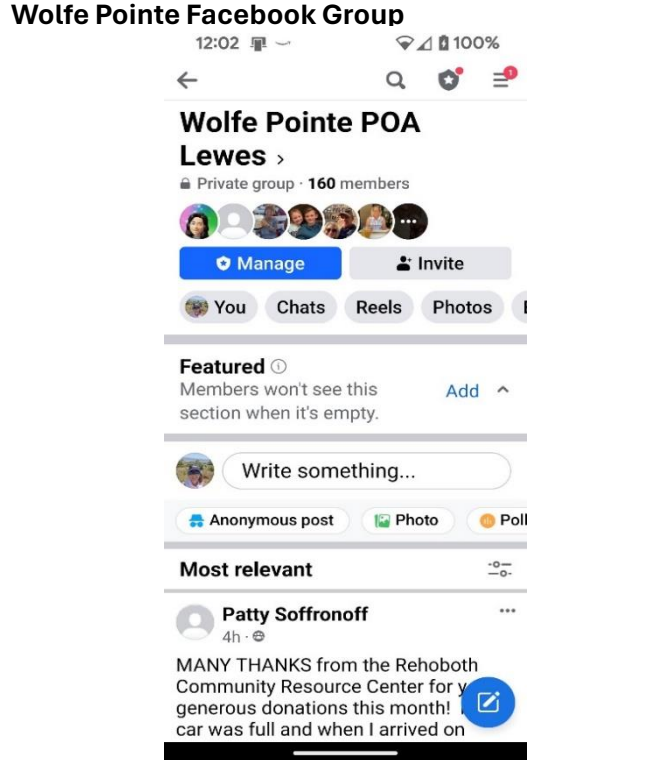 Wolfe Pointe Facebook Group
12:02 100%
1
Wolfe Pointe POA
Lewes >
Private group · 160 members
Manage Invite
You Chats Reels Photos
Featured
Members won't see this
section when it's empty.
Add
Write something...
Anonymous post Photo Poll
Most relevant
Patty Soffronoff
4h ·
MANY THANKS from the Rehoboth
Community Resource Center for y
generous donations this month!
car was full and when I arrived on